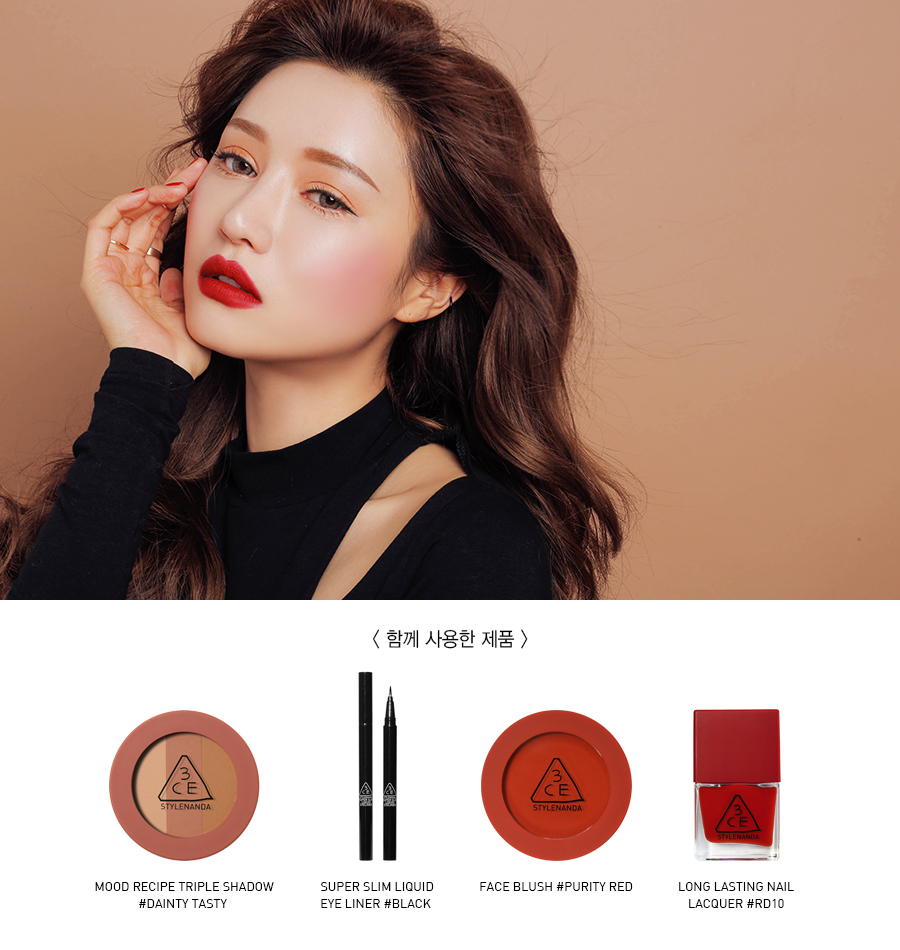 〈 함께 사용한 제품 〉
3
CE
STYLENANDA
3
CE
STYLENANDA
3
CE
STYLENANDA
MOOD RECIPE TRIPLE SHADOW
#DAINTY TASTY
SUPER SLIM LIQUID
EYE LINER #BLACK
FACE BLUSH #PURITY RED
LONG LASTING NAIL
LACQUER #RD10